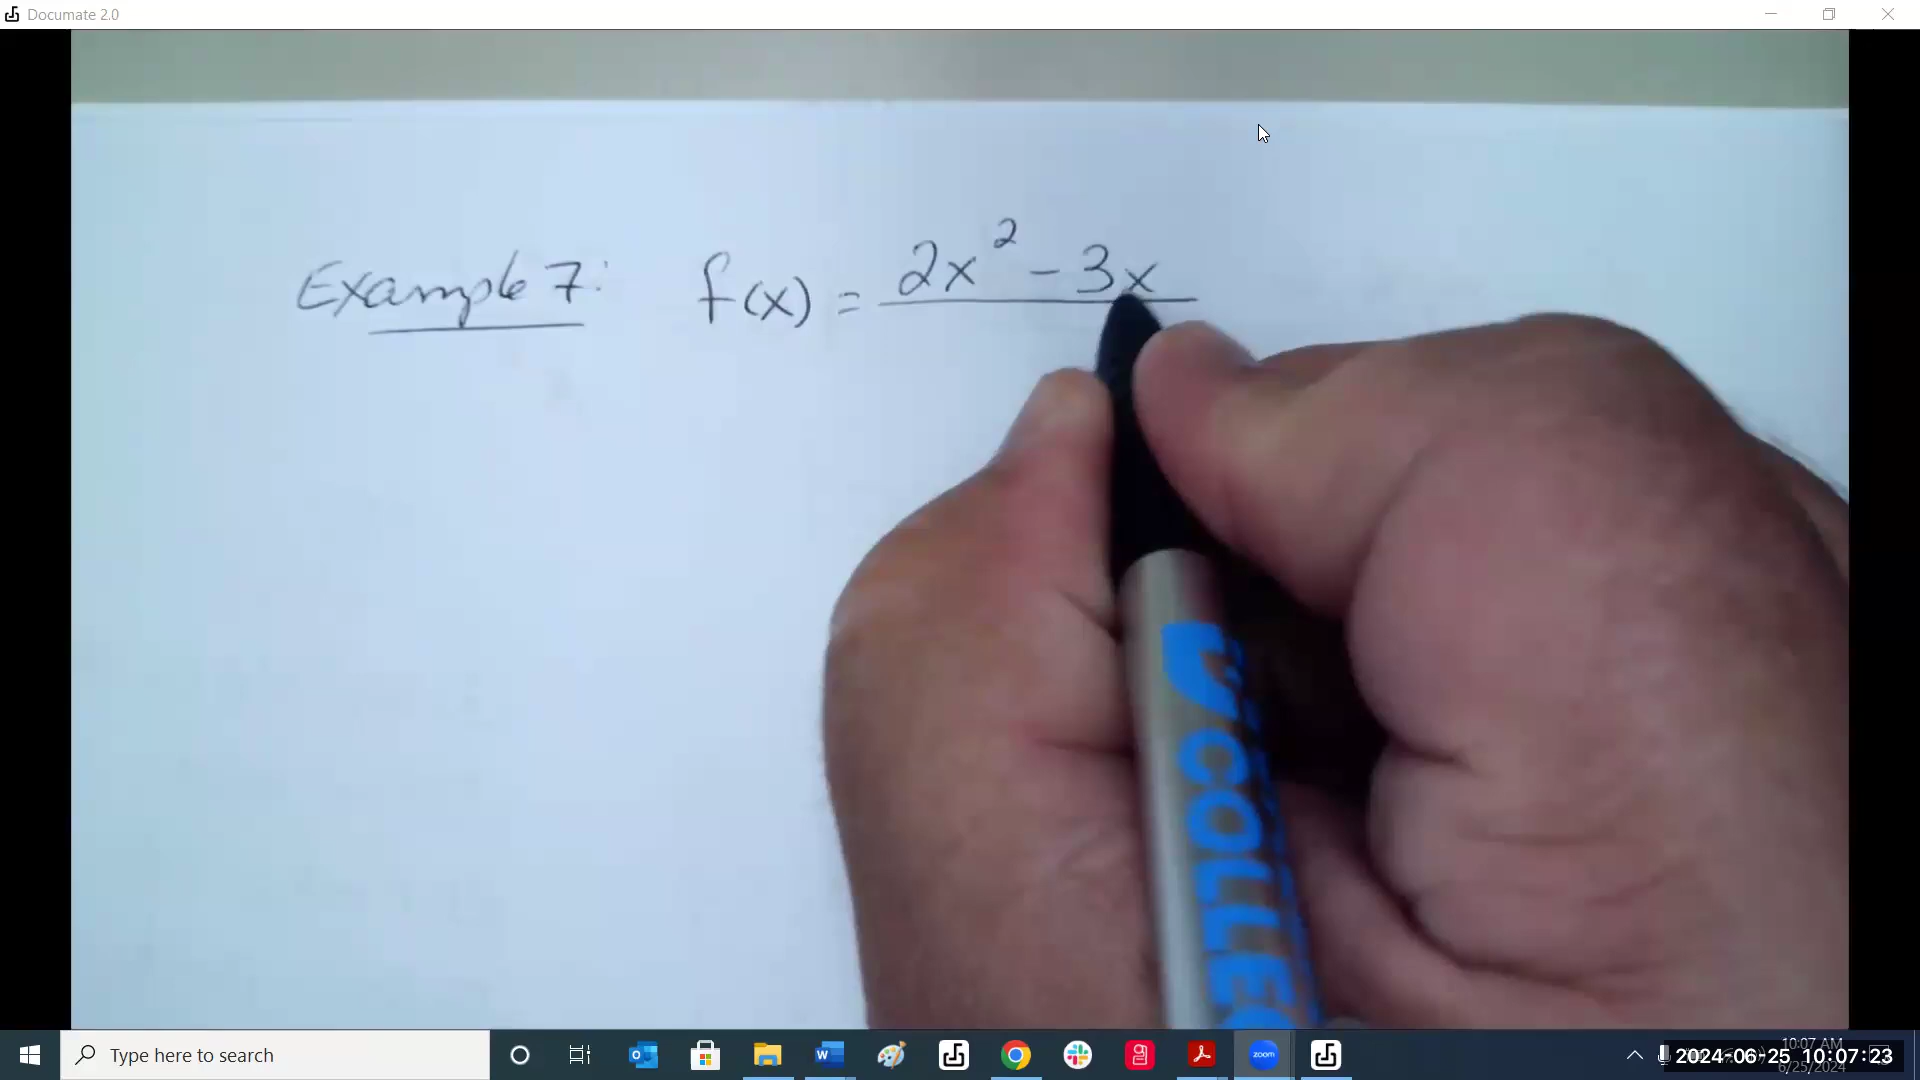 Documate 2.0
Example 7: f(x) = 2x² - 3x
COLLE
Type here to search
W
zoom
10:07 AM
2024-06-25 10:07:23
6/25/2024